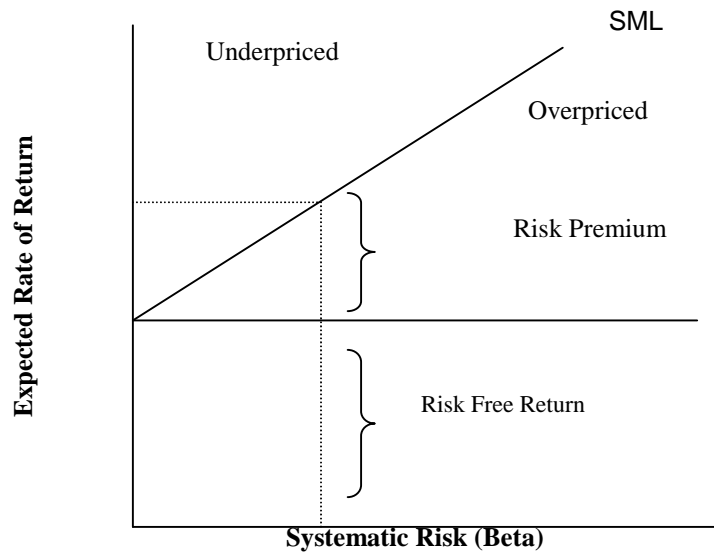 SML
Underpriced
Overpriced
Expected Rate of Return
Risk Premium
Risk Free Return
Systematic Risk (Beta)